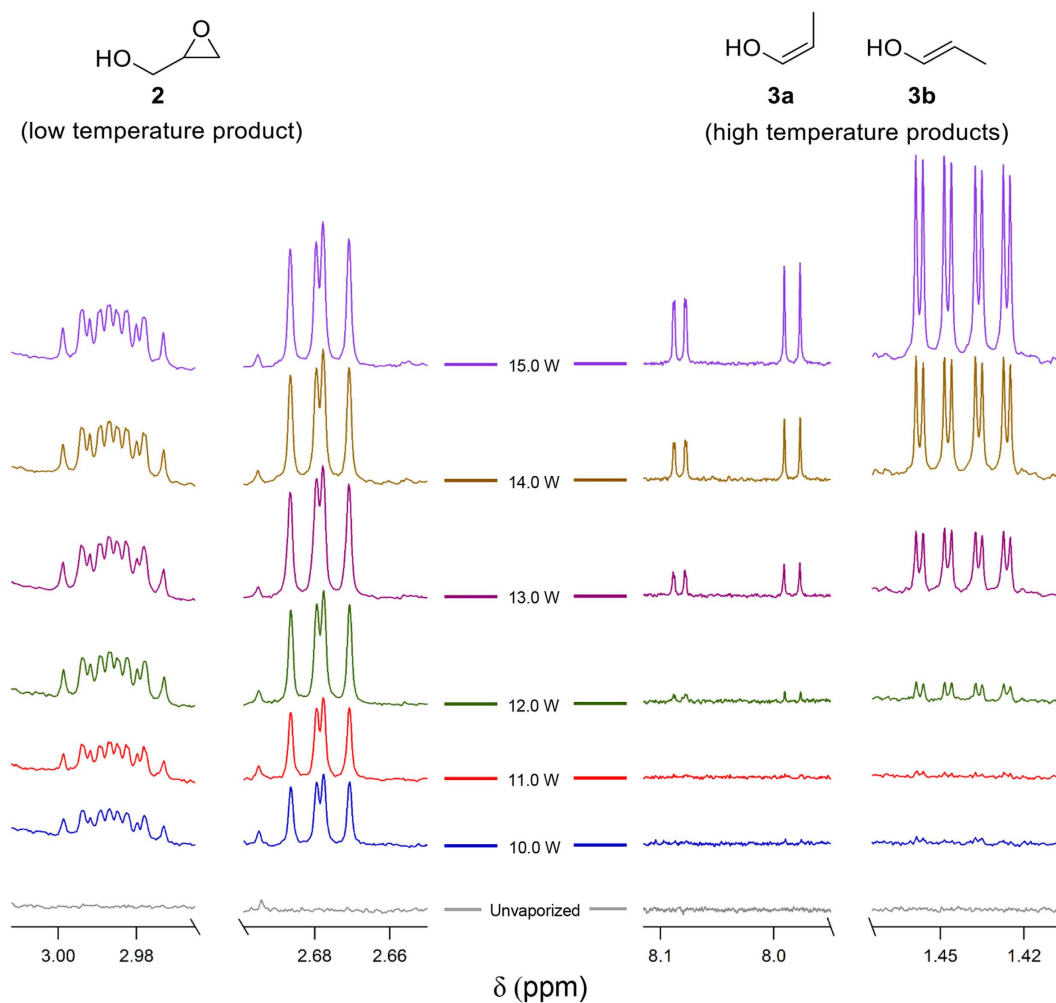 HO O
2
(low temperature product)
HO HO
3a 3b
(high temperature products)
15.0 W
14.0 W
13.0 W
12.0 W
11.0 W
10.0 W
Unvaporized
3.00 2.98 2.68 2.66 8.1 8.0 1.45 1.42
δ (ppm)